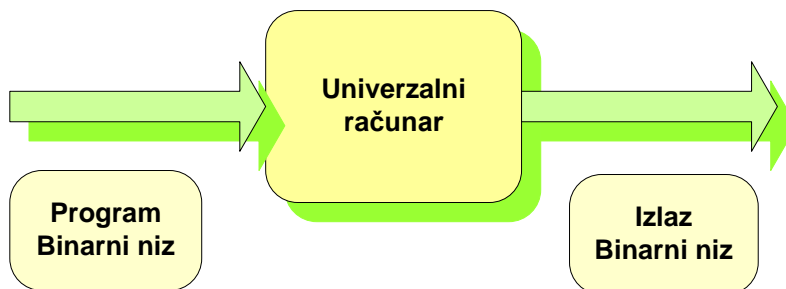 Univerzalni
računar
Program
Binarni niz
Izlaz
Binarni niz